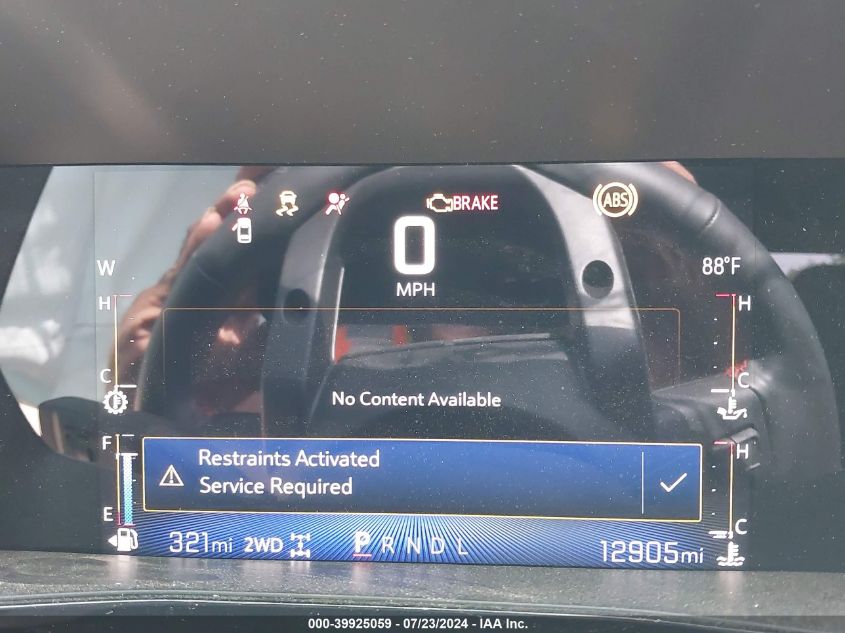 BRAKE
ABS
0
MPH
W
88°F
H
H
C
C
No Content Available
F
H
Restraints Activated
Service Required
E
C
321mi 2WD P R N D L 12905mi
000-39925059 - 07/23/2024 - IAA Inc.